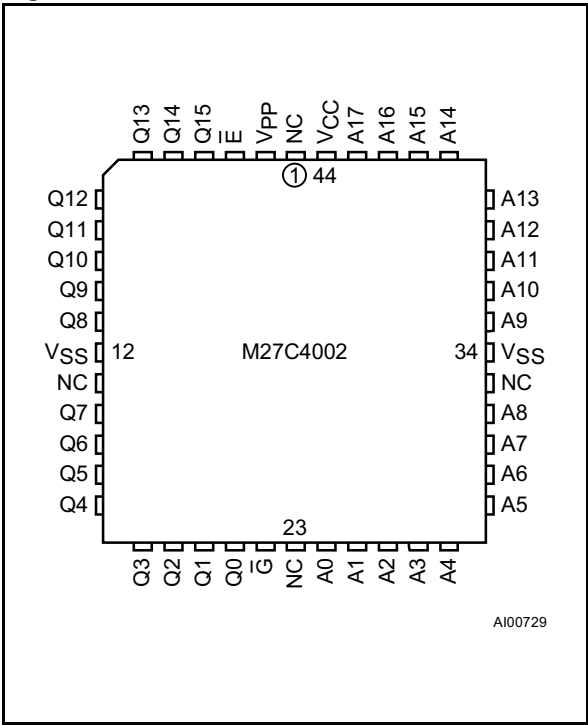 Q13 Q14 Q15 E̅ VPP NC VCC A17 A16 A15 A14
1 44
Q12 A13
Q11 A12
Q10 A11
Q9 A10
Q8 A9
VSS 12 M27C4002 34 VSS
NC NC
Q7 A8
Q6 A7
Q5 A6
Q4 A5
23
Q3 Q2 Q1 Q0 G̅ NC A0 A1 A2 A3 A4
AI00729